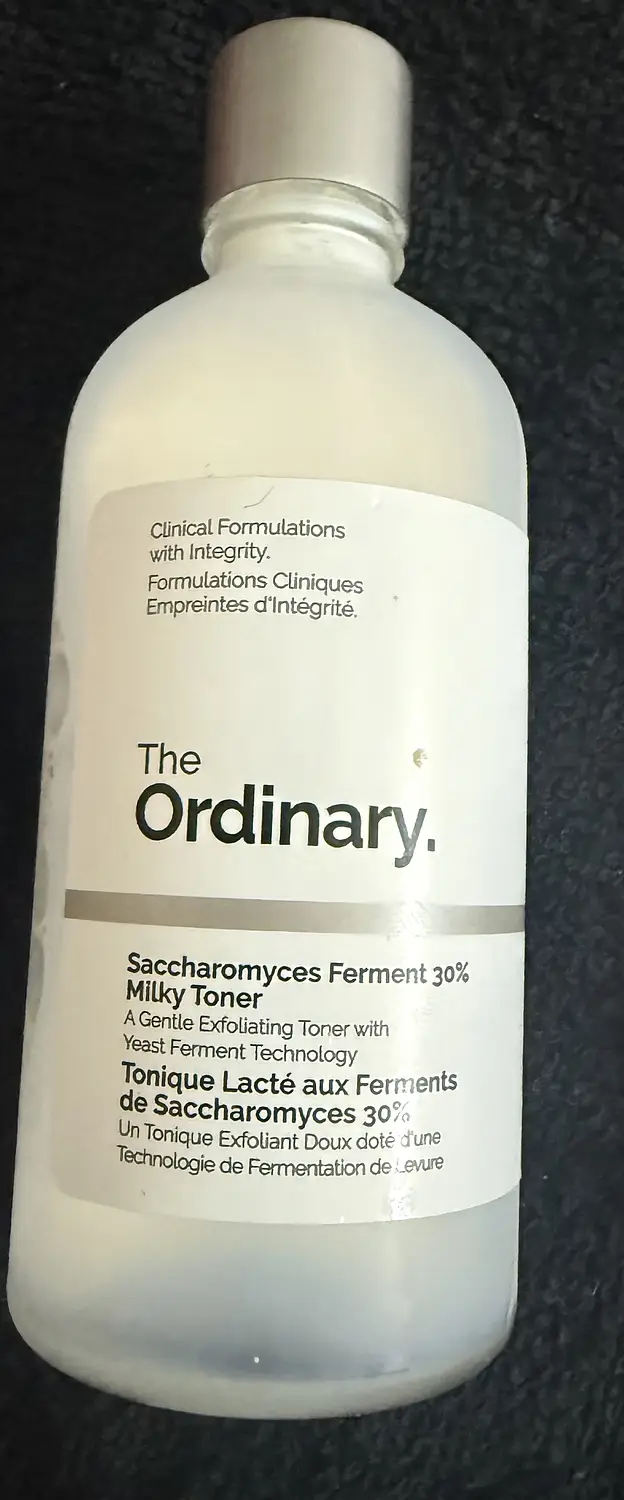 Clinical Formulations
with Integrity.
Formulations Cliniques
Empreintes d'Intégrité.
The
Ordinary.
Saccharomyces Ferment 30%
Milky Toner
A Gentle Exfoliating Toner with
Yeast Ferment Technology
Tonique Lacté aux Ferments
de Saccharomyces 30%
Un Tonique Exfoliant Doux doté d'une
Technologie de Fermentation de Levure